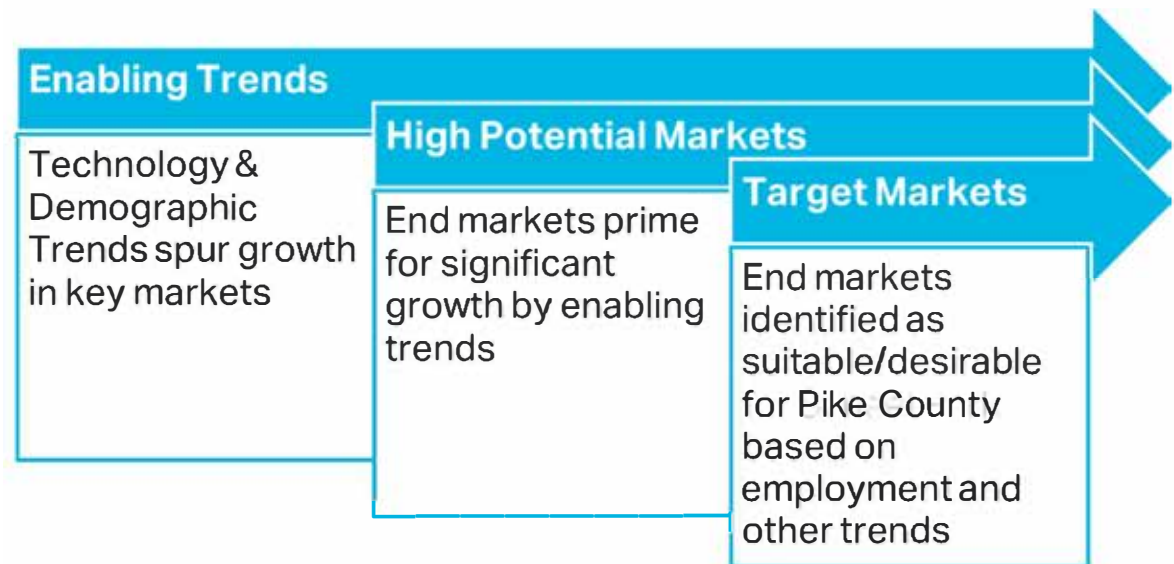 Enabling Trends
Technology &
Demographic
Trends spur growth
in key markets
High Potential Markets
End markets prime
for significant
growth by enabling
trends
Target Markets
End markets
identified as
suitable/desirable
for Pike County
based on
employment and
other trends